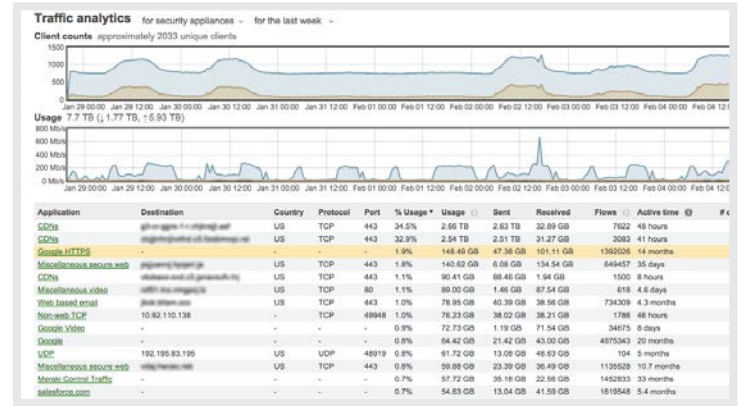 Traffic analytics for security appliances for the last week
Client counts approximately 2033 unique clients
1500
1000
500
0
Jan 29 00:00 Jan 29 12:00 Jan 30 00:00 Jan 30 12:00 Jan 31 00:00 Jan 31 12:00 Feb 01 00:00 Feb 01 12:00 Feb 02 00:00 Feb 02 12:00 Feb 03 00:00 Feb 03 12:00 Feb 04 00:00 Feb 04 12:
Usage 7.7 TB (↓1.77 TB, ↑5.93 TB)
800 Mb/s
600 Mb/s
400 Mb/s
200 Mb/s
0 Mb/s
Jan 29 00:00 Jan 29 12:00 Jan 30 00:00 Jan 30 12:00 Jan 31 00:00 Jan 31 12:00 Feb 01 00:00 Feb 01 12:00 Feb 02 00:00 Feb 02 12:00 Feb 03 00:00 Feb 03 12:00 Feb 04 00:00 Feb 04 12:
Application Destination Country Protocol Port % Usage ▼ Usage Sent Received Flows Active time # c
CDNs US TCP 443 34.5% 2.66 TB 2.63 TB 32.89 GB 7622 48 hours
CDNs US TCP 443 32.9% 2.54 TB 2.51 TB 31.27 GB 3083 41 hours
Google HTTPS - - - - 1.9% 148.49 GB 47.38 GB 101.11 GB 1392026 14 months
Miscellaneous secure web US TCP 443 1.8% 140.62 GB 6.08 GB 134.54 GB 649457 35 days
CDNs US TCP 443 1.1% 90.41 GB 88.46 GB 1.94 GB 1500 8 hours
Miscellaneous video US TCP 80 1.1% 89.00 GB 1.46 GB 87.54 GB 618 4.6 days
Web based email US TCP 443 1.0% 78.95 GB 40.39 GB 38.56 GB 734309 4.3 months
Non-web TCP 10.92.110.138 - TCP 49948 1.0% 76.23 GB 38.02 GB 38.21 GB 1786 46 hours
Google Video - - - - 0.9% 72.73 GB 1.19 GB 71.54 GB 34675 8 days
Google - - - - 0.8% 64.42 GB 21.42 GB 43.00 GB 4975343 20 months
UDP 192.195.83.195 US UDP 48919 0.8% 61.72 GB 13.08 GB 48.63 GB 104 5 months
Miscellaneous secure web US TCP 443 0.8% 59.88 GB 23.39 GB 36.49 GB 1135528 10.7 months
Meraki Control Traffic - - - - 0.7% 57.72 GB 35.16 GB 22.56 GB 1452833 33 months
salesforce.com - - - - 0.7% 54.63 GB 13.04 GB 41.59 GB 1619548 5.4 months